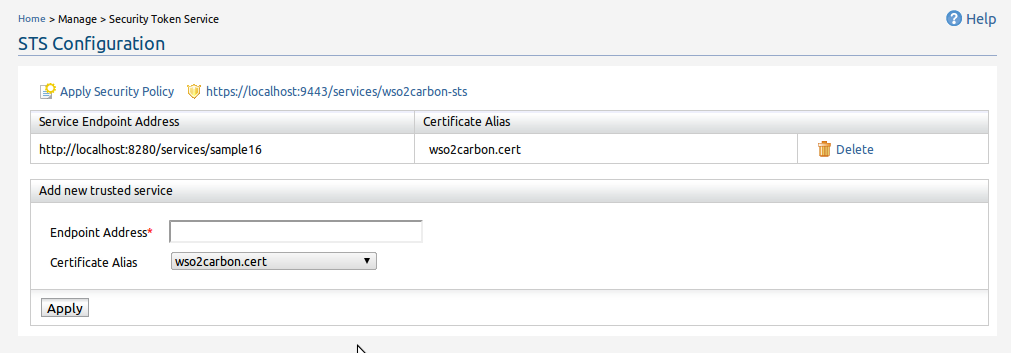 Home > Manage > Security Token Service
Help
STS Configuration
Apply Security Policy https://localhost:9443/services/wso2carbon-sts
Service Endpoint Address Certificate Alias
http://localhost:8280/services/sample16 wso2carbon.cert Delete
Add new trusted service
Endpoint Address*
Certificate Alias wso2carbon.cert
Apply